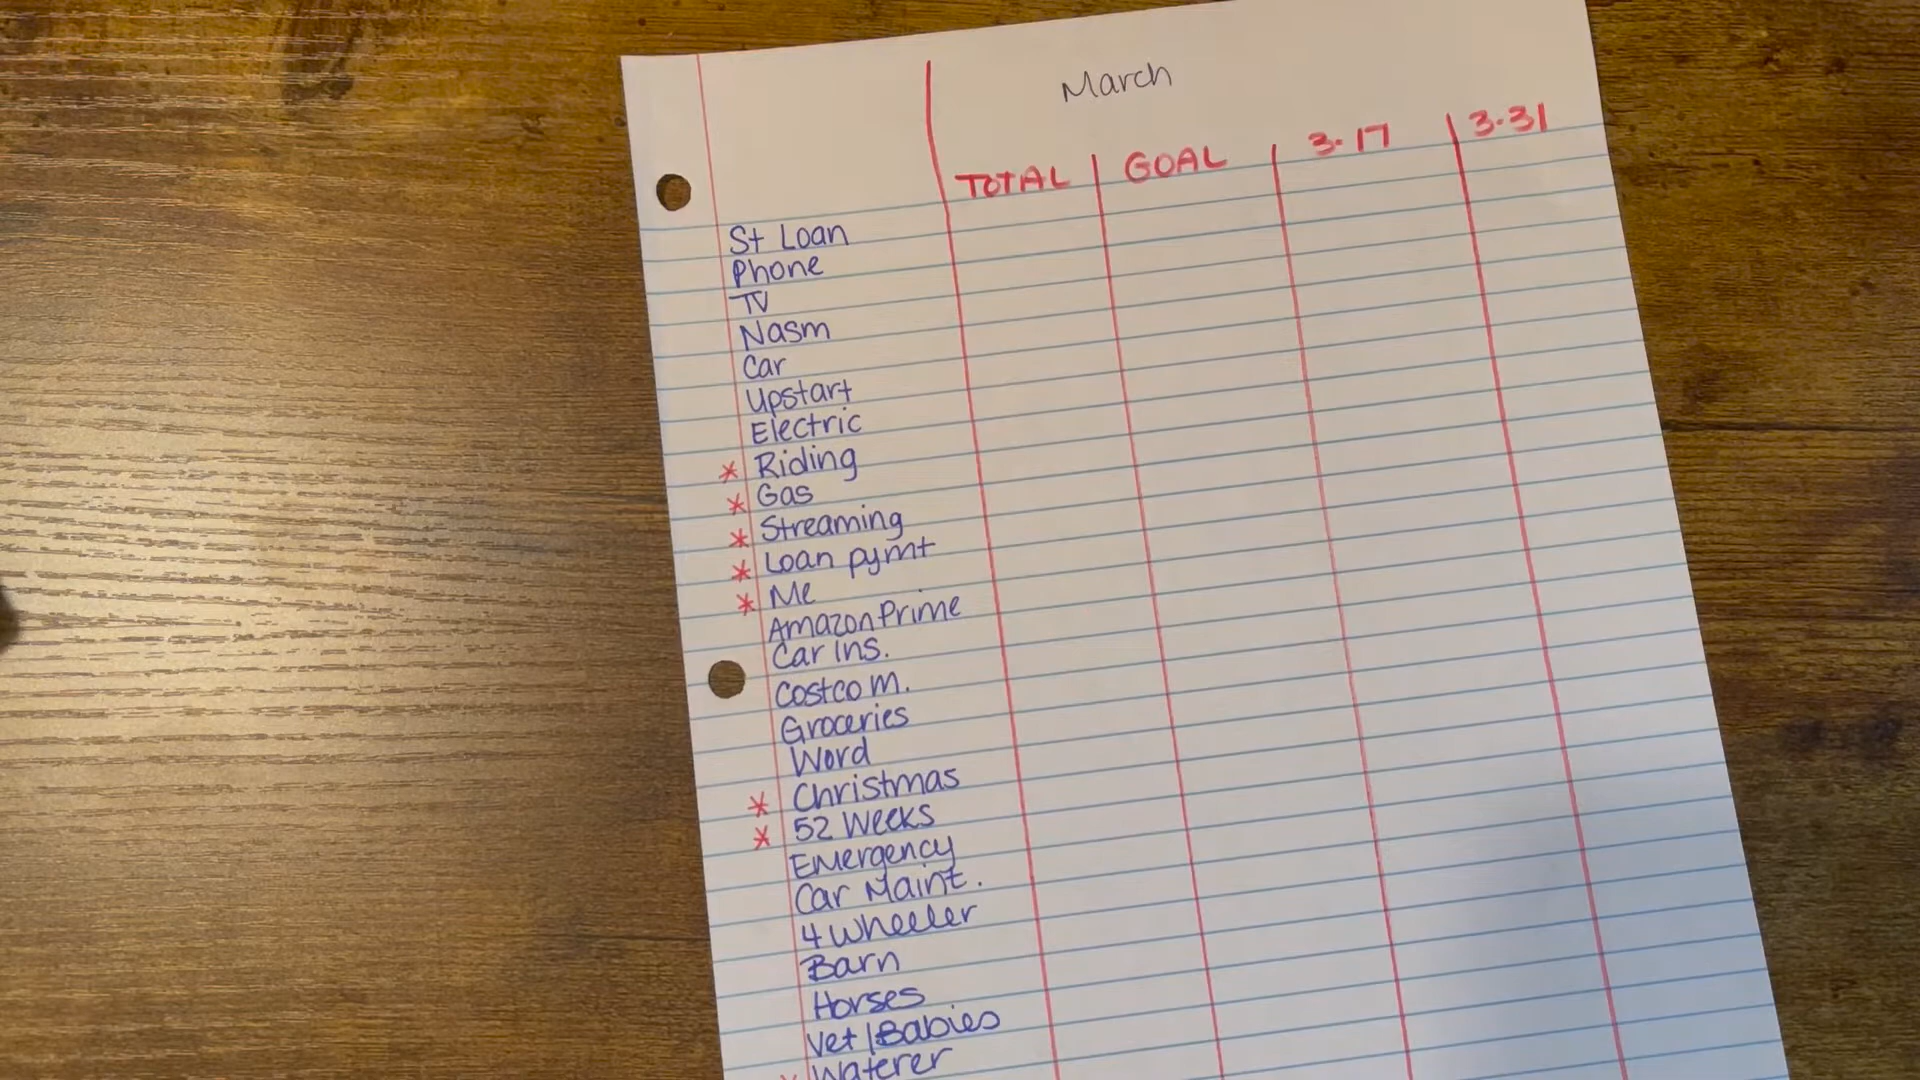 March
TOTAL | GOAL | 3.17 | 3.31
St Loan
Phone
TV
Nasm
Car
Upstart
Electric
* Riding
* Gas
* Streaming
* Loan pymt
* Me
Amazon Prime
Car Ins.
Costco M.
Groceries
Word
* Christmas
* 52 Weeks
Emergency
Car Maint.
4 Wheeler
Barn
Horses
Vet/Babies
* Waterer